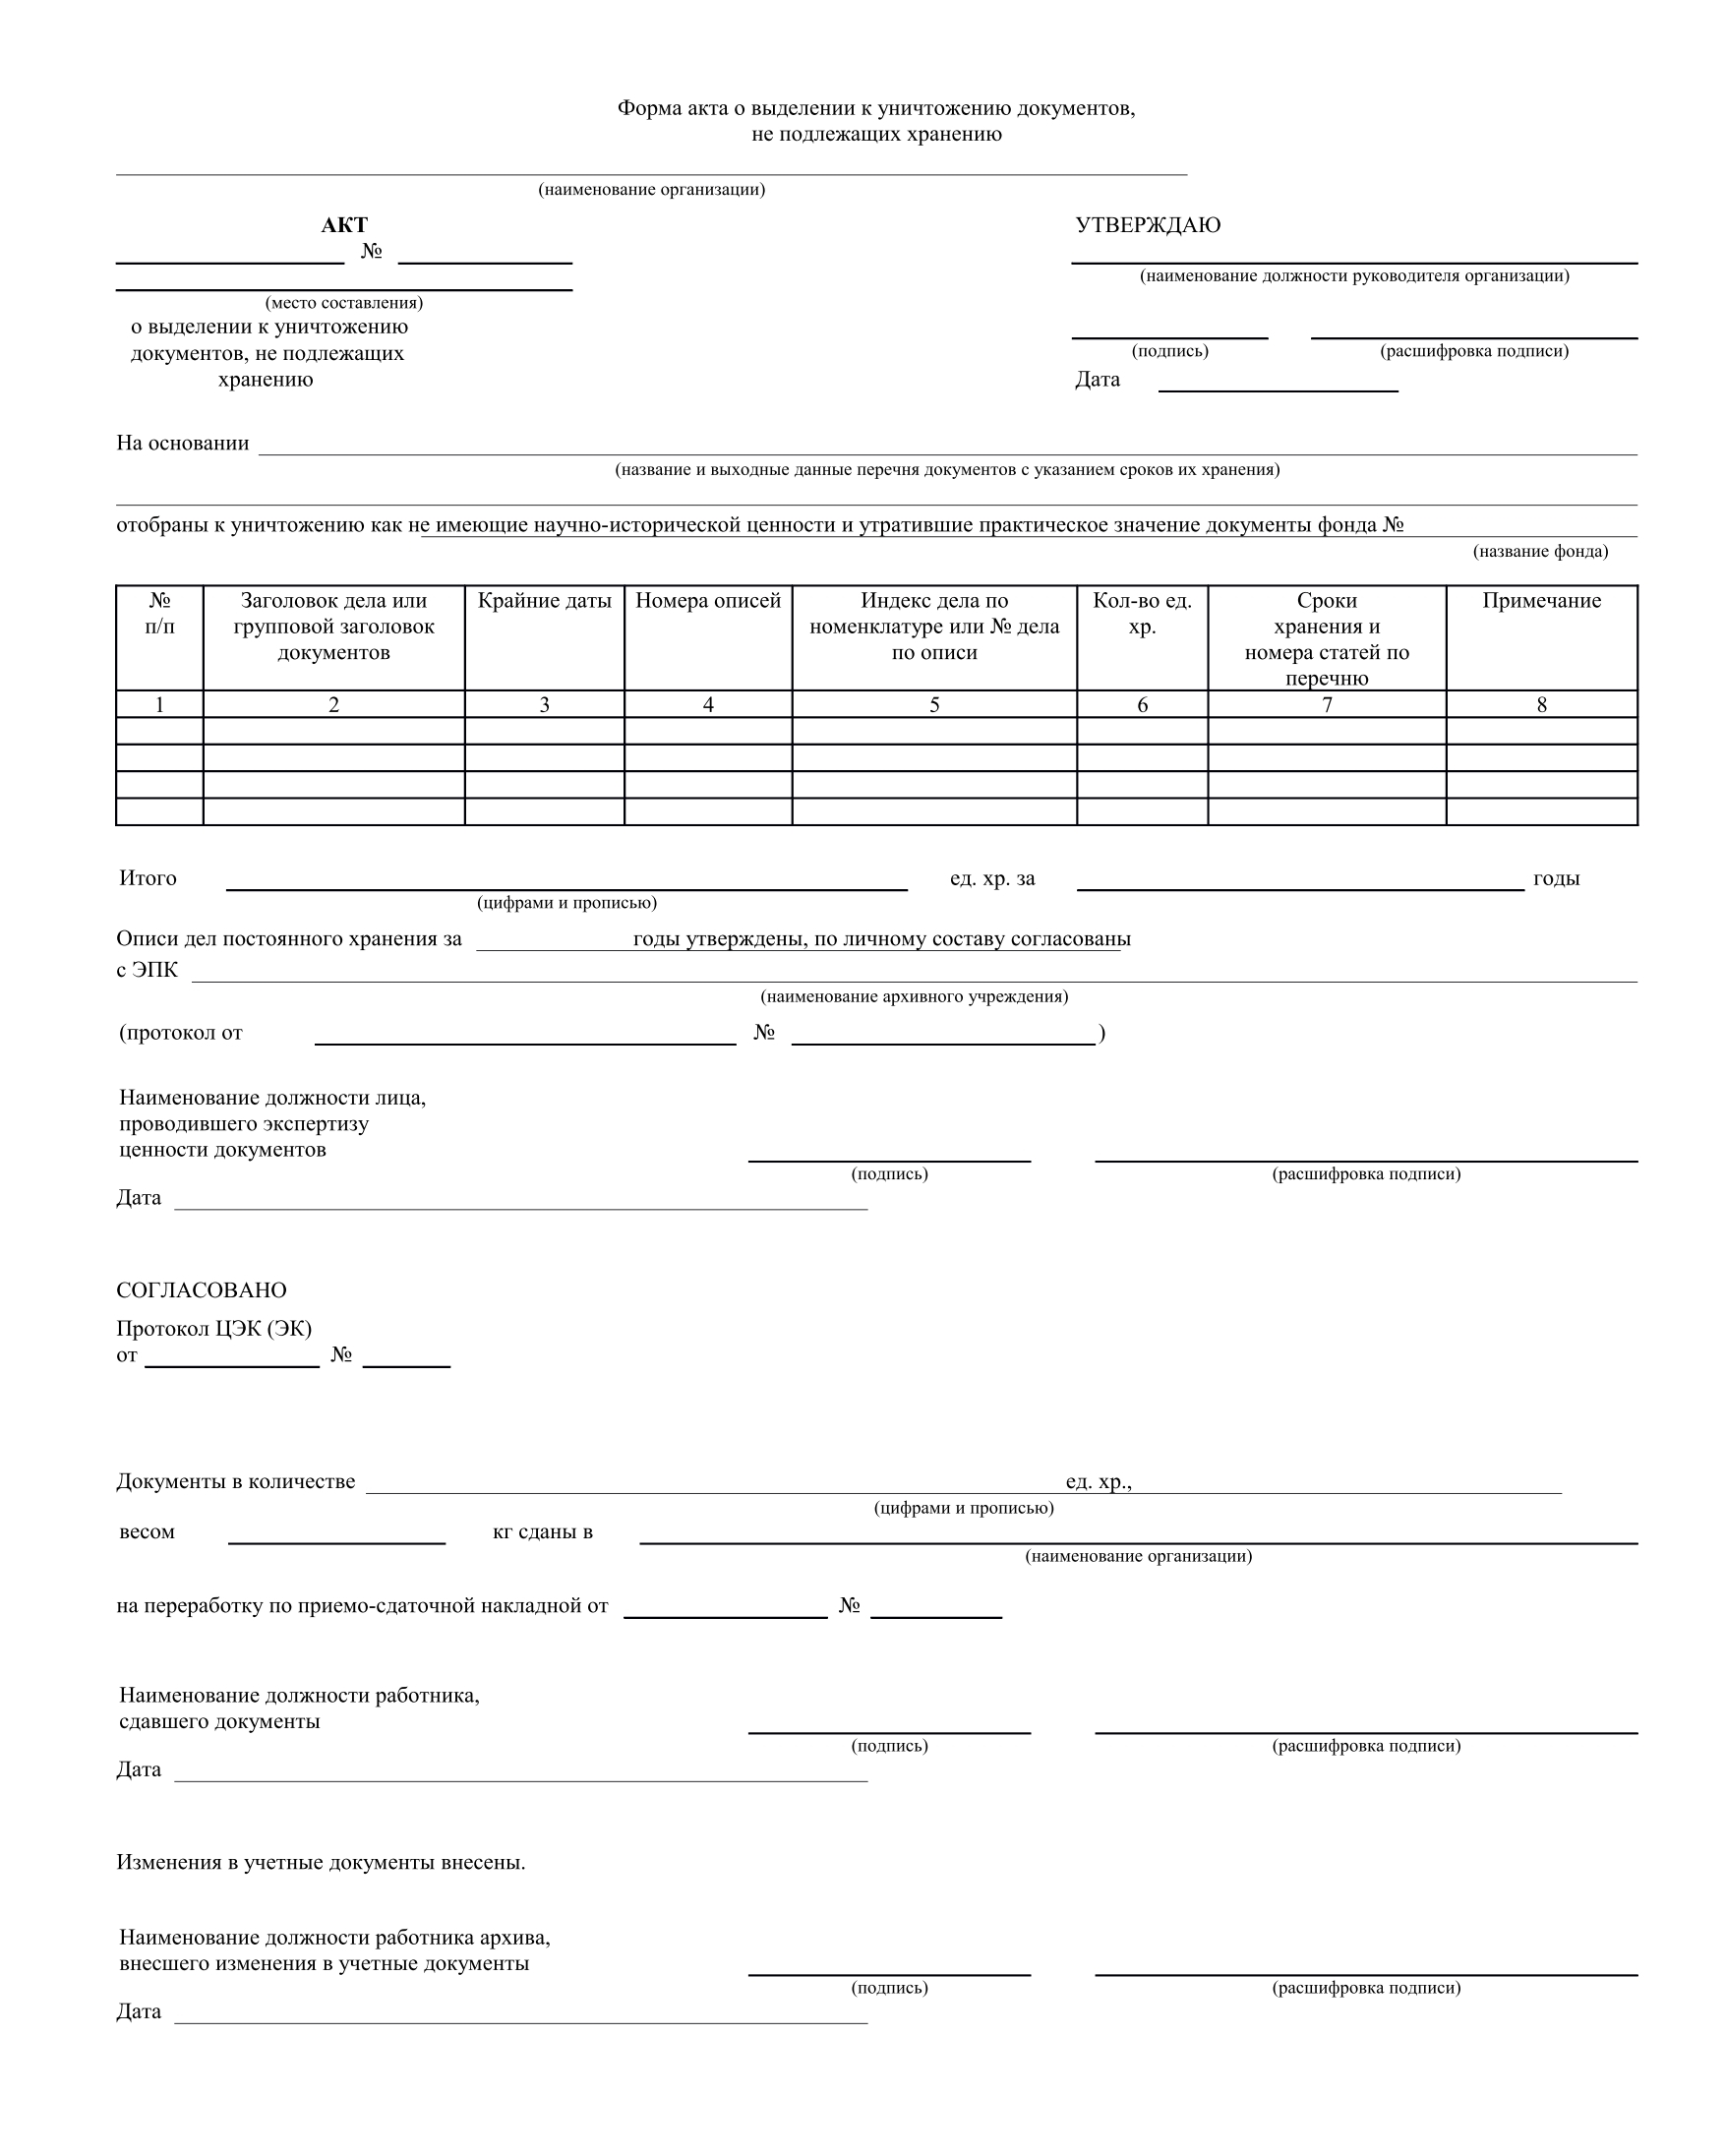 Форма акта о выделении к уничтожению документов,
не подлежащих хранению
(наименование организации)
АКТ
№
(место составления)
о выделении к уничтожению
документов, не подлежащих
хранению
УТВЕРЖДАЮ
(наименование должности руководителя организации)
(подпись) (расшифровка подписи)
Дата
На основании
(название и выходные данные перечня документов с указанием сроков их хранения)
отобраны к уничтожению как не имеющие научно-исторической ценности и утратившие практическое значение документы фонда №
(название фонда)
№ п/п
Заголовок дела или групповой заголовок документов
Крайние даты
Номера описей
Индекс дела по номенклатуре или № дела по описи
Кол-во ед. хр.
Сроки хранения и номера статей по перечню
Примечание
1 2 3 4 5 6 7 8
Итого ед. хр. за годы
(цифрами и прописью)
Описи дел постоянного хранения за годы утверждены, по личному составу согласованы
с ЭПК
(наименование архивного учреждения)
(протокол от № )
Наименование должности лица,
проводившего экспертизу
ценности документов
(подпись) (расшифровка подписи)
Дата
СОГЛАСОВАНО
Протокол ЦЭК (ЭК)
от №
Документы в количестве ед. хр.,
(цифрами и прописью)
весом кг сданы в
(наименование организации)
на переработку по приемо-сдаточной накладной от №
Наименование должности работника,
сдавшего документы
(подпись) (расшифровка подписи)
Дата
Изменения в учетные документы внесены.
Наименование должности работника архива,
внесшего изменения в учетные документы
(подпись) (расшифровка подписи)
Дата